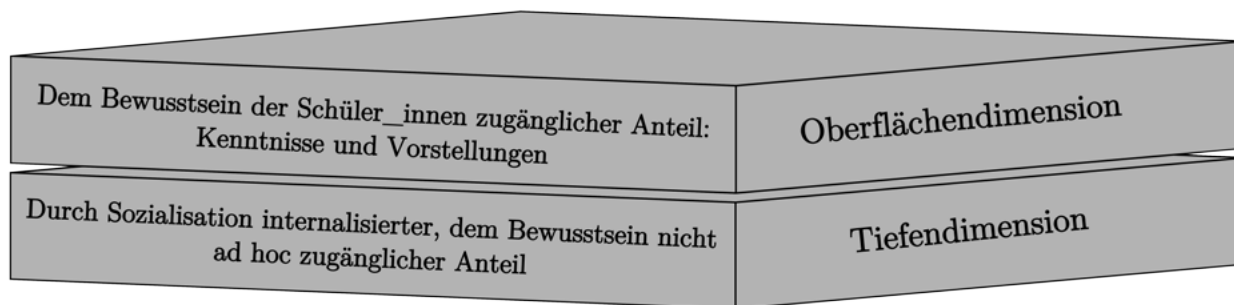 Dem Bewusstsein der Schüler_innen zugänglicher Anteil:
Kenntnisse und Vorstellungen
Oberflächendimension
Durch Sozialisation internalisierter, dem Bewusstsein nicht
ad hoc zugänglicher Anteil
Tiefendimension